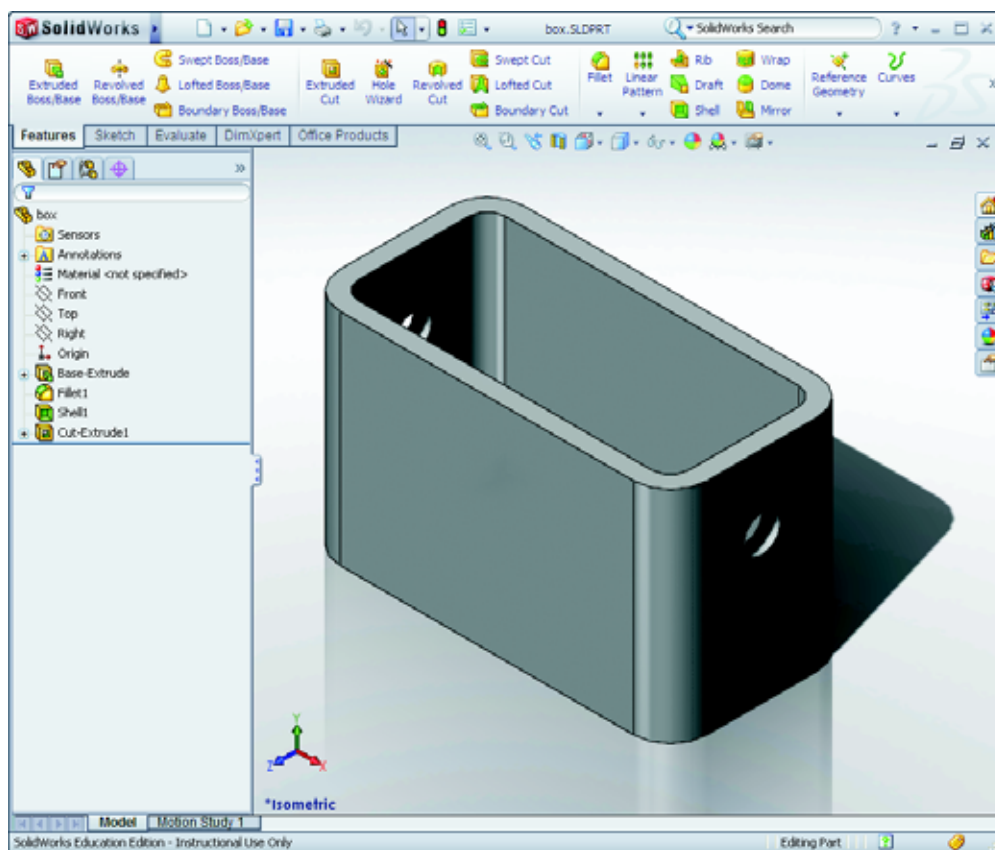 SolidWorks box.SLDPRT SolidWorks Search ?
Extruded Boss/Base
Revolved Boss/Base
Swept Boss/Base
Lofted Boss/Base
Boundary Boss/Base
Extruded Cut
Hole Wizard
Revolved Cut
Swept Cut
Lofted Cut
Boundary Cut
Fillet
Linear Pattern
Rib
Draft
Shell
Wrap
Dome
Mirror
Reference Geometry
Curves
Features Sketch Evaluate DimXpert Office Products
box
Sensors
A Annotations
Material <not specified>
Front
Top
Right
Origin
Base-Extrude
Fillet1
Shell1
Cut-Extrude1
Y
Z X
*Isometric
Model Motion Study 1
SolidWorks Education Edition - Instructional Use Only Editing Part